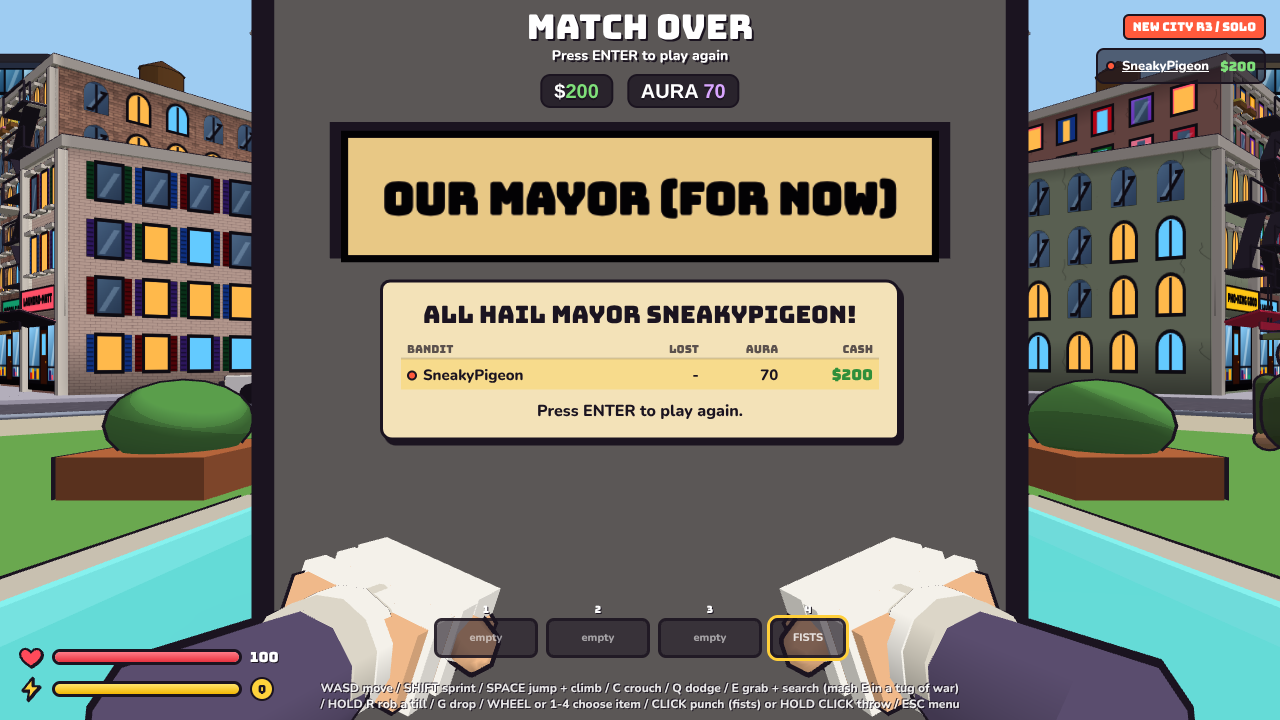 MATCH OVER
Press ENTER to play again
$200 AURA 70
NEW CITY R3 / SOLO
SneakyPigeon $200
OUR MAYOR (FOR NOW)
ALL HAIL MAYOR SNEAKYPIGEON!
BANDIT LOST AURA CASH
SneakyPigeon - 70 $200
Press ENTER to play again.
1 2 3 4
empty empty empty FISTS
100
0
WASD move / SHIFT sprint / SPACE jump + climb / C crouch / Q dodge / E grab + search (mash E in a tug of war)
/ HOLD R rob a till / G drop / WHEEL or 1-4 choose item / CLICK punch (fists) or HOLD CLICK throw / ESC menu